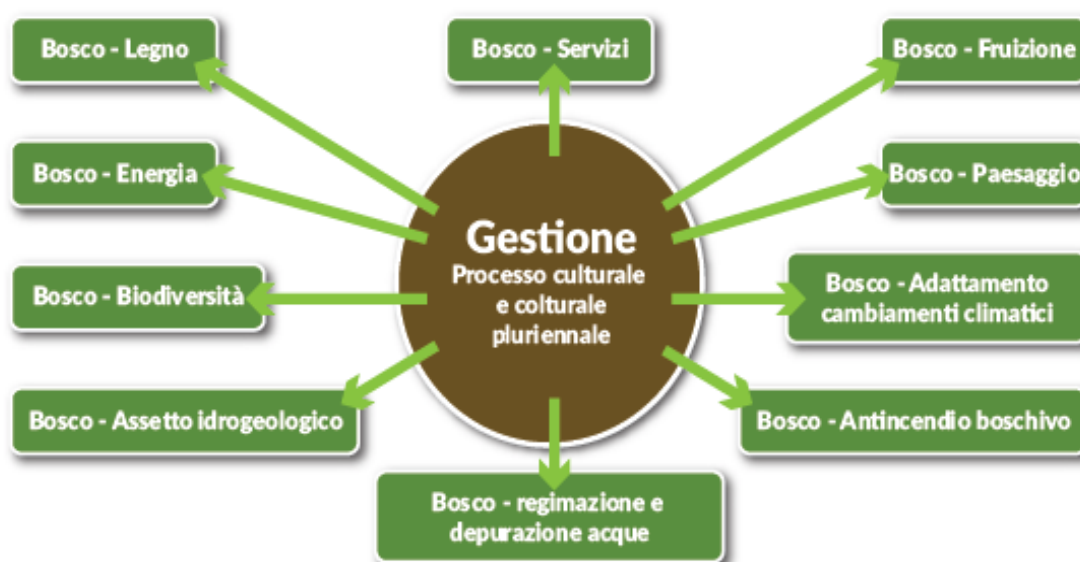 Bosco - Legno
Bosco - Servizi
Bosco - Fruizione
Bosco - Energia
Bosco - Paesaggio
Gestione
Processo culturale
e colturale
pluriennale
Bosco - Biodiversità
Bosco - Adattamento
cambiamenti climatici
Bosco - Assetto idrogeologico
Bosco - Antincendio boschivo
Bosco - regimazione e
depurazione acque